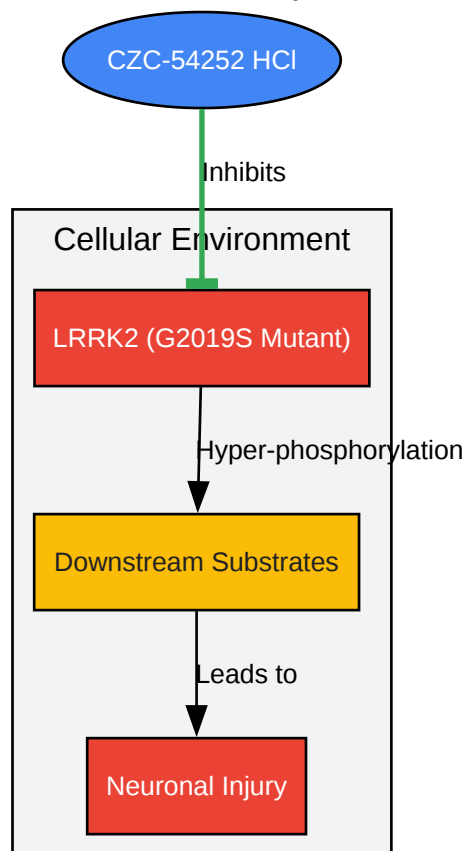 CZC-54252 HCl
Inhibits
Cellular Environment
LRRK2 (G2019S Mutant)
Hyper-phosphorylation
Downstream Substrates
Leads to
Neuronal Injury